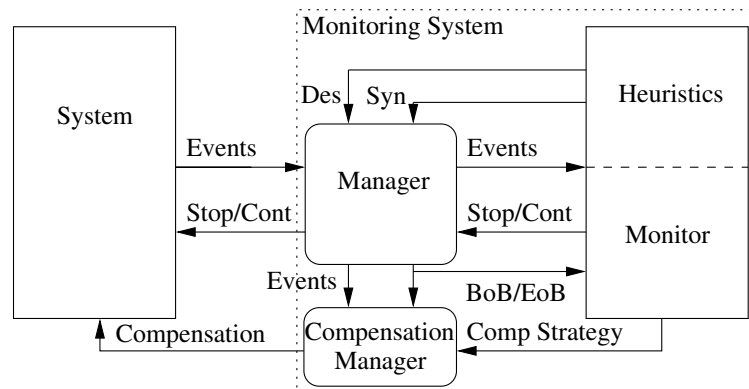 Monitoring System
Des
Syn
Heuristics
System
Events
Events
Manager
Stop/Cont
Stop/Cont
Monitor
Events
BoB/EoB
Compensation
Compensation
Manager
Comp Strategy